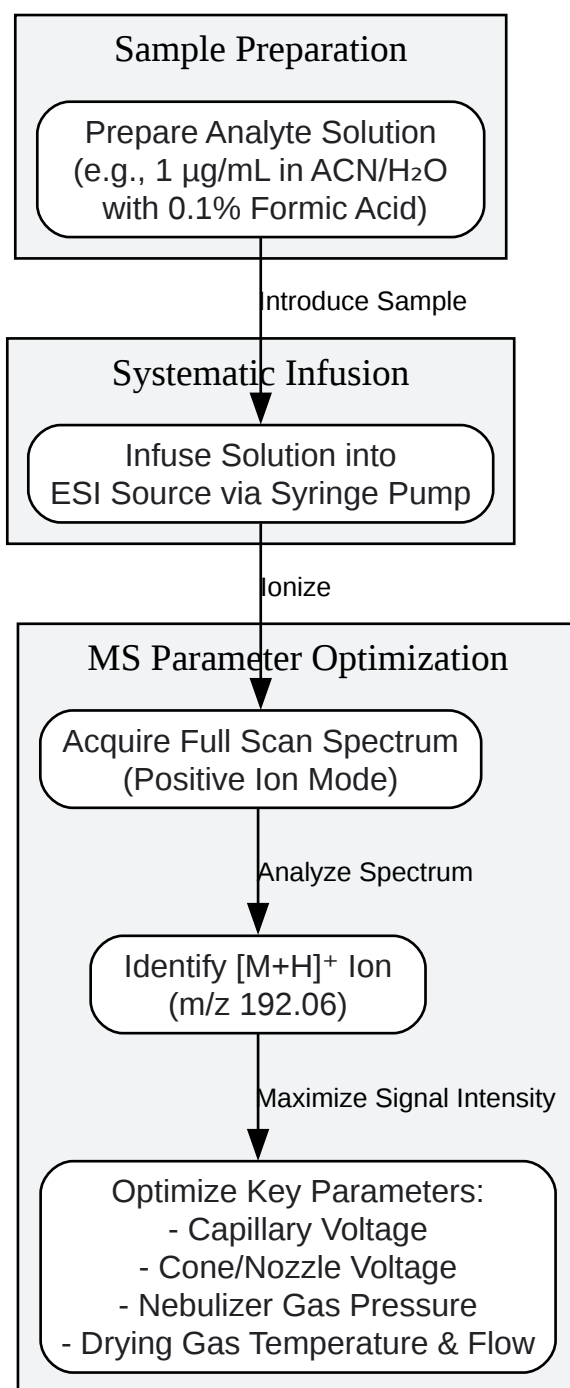 Sample Preparation
Prepare Analyte Solution
(e.g., 1 µg/mL in ACN/H₂O
with 0.1% Formic Acid)
Introduce Sample
Systematic Infusion
Infuse Solution into
ESI Source via Syringe Pump
Ionize
MS Parameter Optimization
Acquire Full Scan Spectrum
(Positive Ion Mode)
Analyze Spectrum
Identify [M+H]⁺ Ion
(m/z 192.06)
Maximize Signal Intensity
Optimize Key Parameters:
- Capillary Voltage
- Cone/Nozzle Voltage
- Nebulizer Gas Pressure
- Drying Gas Temperature & Flow